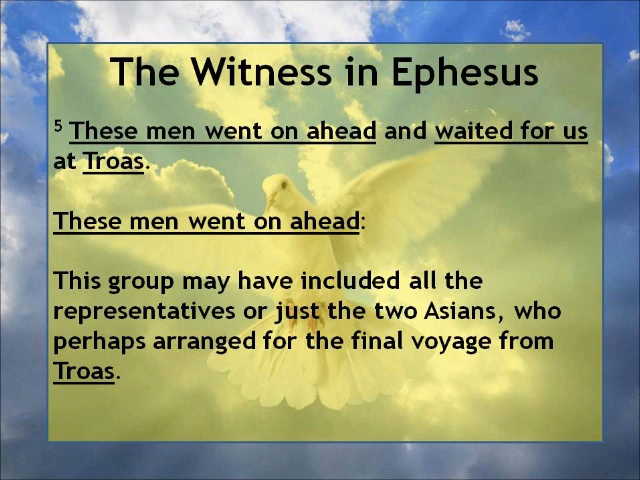 The Witness in Ephesus
5 These men went on ahead and waited for us
at Troas.
These men went on ahead:
This group may have included all the
representatives or just the two Asians, who
perhaps arranged for the final voyage from
Troas.